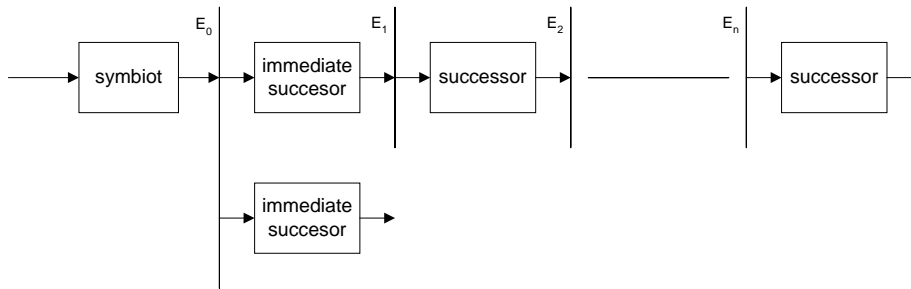 E0
E1
E2
En
symbiot
immediate
succesor
successor
successor
immediate
succesor